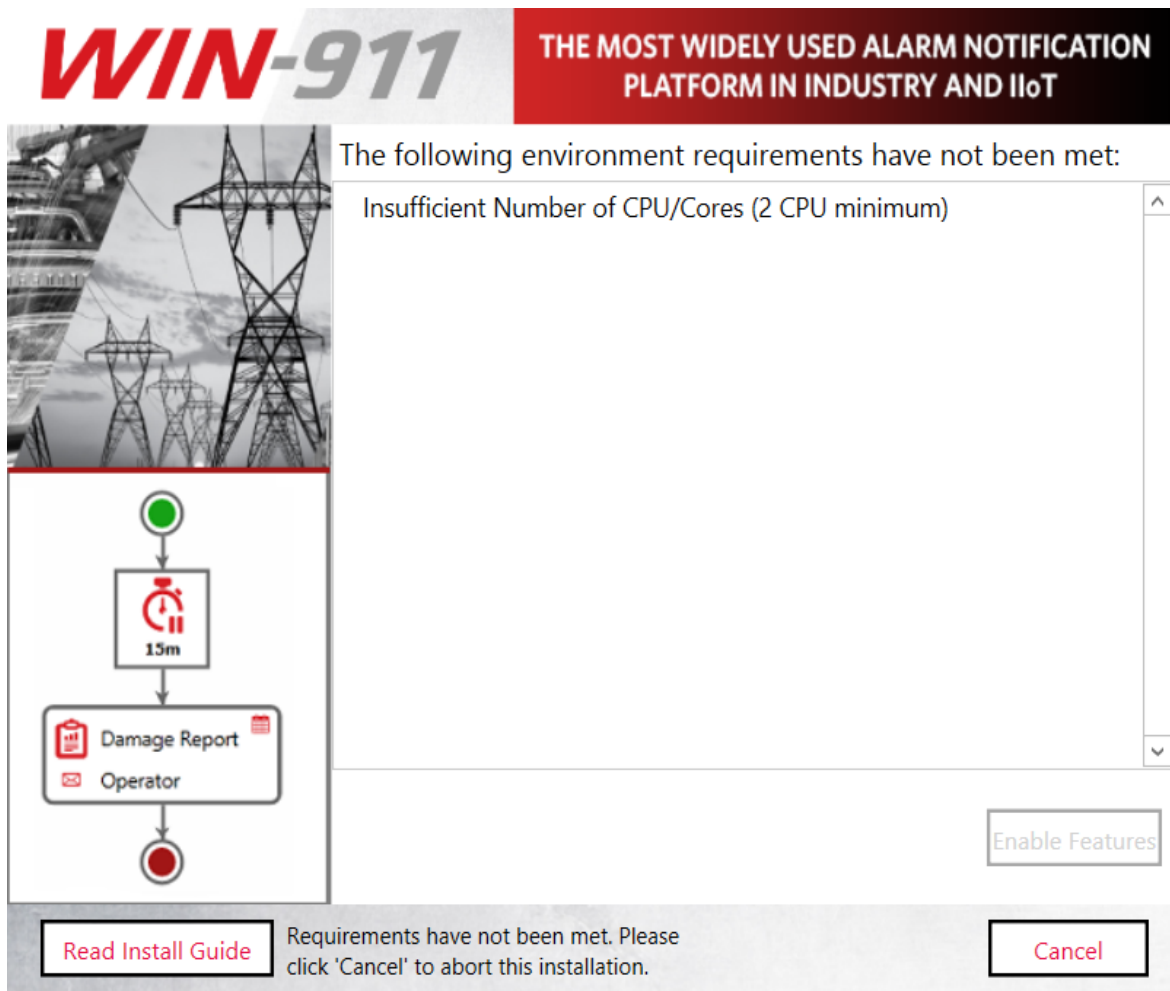 WIN-911
THE MOST WIDELY USED ALARM NOTIFICATION
PLATFORM IN INDUSTRY AND IIoT
The following environment requirements have not been met:
Insufficient Number of CPU/Cores (2 CPU minimum)
15m
Damage Report
Operator
Enable Features
Read Install Guide
Requirements have not been met. Please
click 'Cancel' to abort this installation.
Cancel